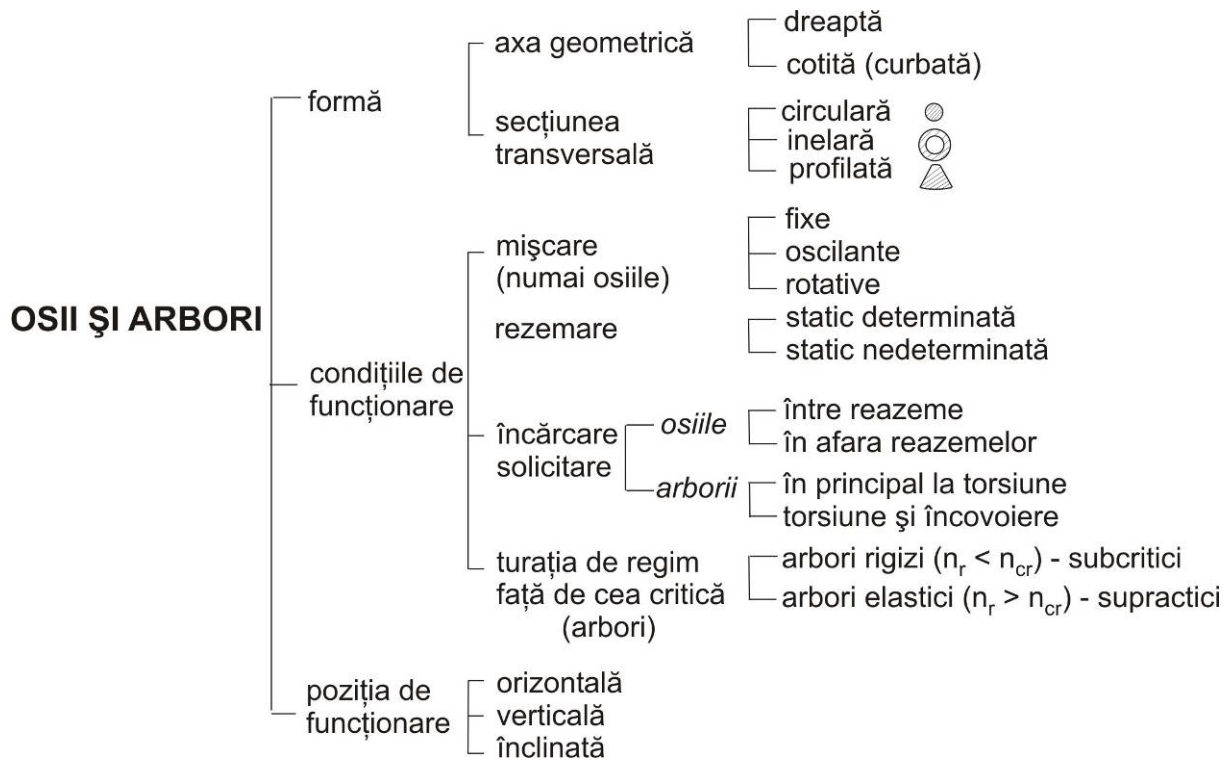 OSII ŞI ARBORI
formă
axa geometrică
dreaptă
cotită (curbată)
secțiunea
transversală
circulară
inelară
profilată
condițiile de
funcționare
mişcare
(numai osiile)
fixe
oscilante
rotative
rezemare
static determinată
static nedeterminată
încărcare
solicitare
osiile
între reazeme
în afara reazemelor
arborii
în principal la torsiune
torsiune şi încovoiere
turația de regim
față de cea critică
(arbori)
arbori rigizi (nr < ncr) - subcritici
arbori elastici (nr > ncr) - supractici
poziția de
funcționare
orizontală
verticală
înclinată